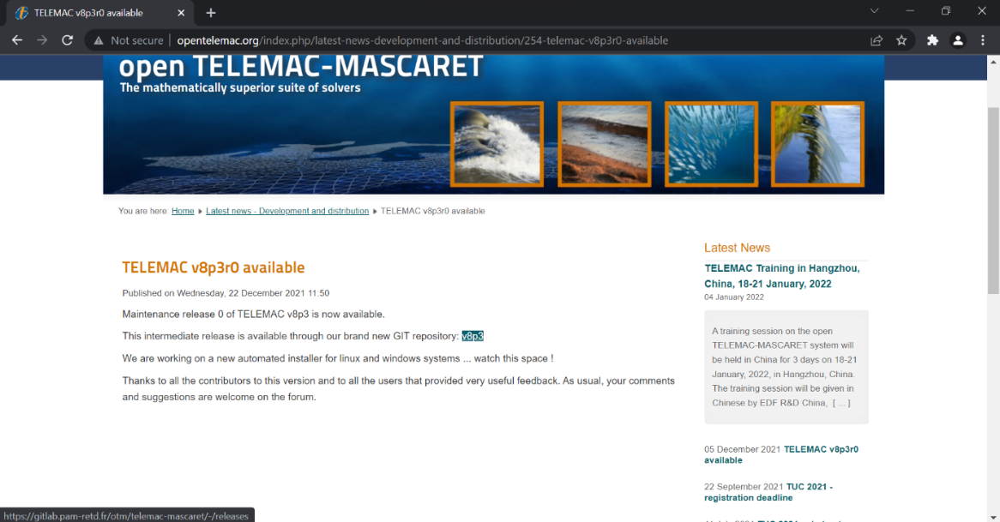 TELEMAC v8p3r0 available
Not secure
opentelemac.org/index.php/latest-news-development-and-distribution/254-telemac-v8p3r0-available
open TELEMAC-MASCARET
The mathematically superior suite of solvers
You are here: Home Latest news - Development and distribution TELEMAC v8p3r0 available
TELEMAC v8p3r0 available
Published on Wednesday, 22 December 2021 11:50
Maintenance release 0 of TELEMAC v8p3 is now available.
This intermediate release is available through our brand new GIT repository: v8p3
We are working on a new automated installer for linux and windows systems ... watch this space !
Thanks to all the contributors to this version and to all the users that provided very useful feedback. As usual, your comments
and suggestions are welcome on the forum.
Latest News
TELEMAC Training in Hangzhou,
China, 18-21 January, 2022
04 January 2022
A training session on the open
TELEMAC-MASCARET system will
be held in China for 3 days on 18-21
January, 2022, in Hangzhou, China.
The training session will be given in
Chinese by EDF R&D China, [ ... ]
05 December 2021 TELEMAC v8p3r0
available
22 September 2021 TUC 2021 -
registration deadline
https://gitlab.pam-retd.fr/otm/telemac-mascaret/-/releases